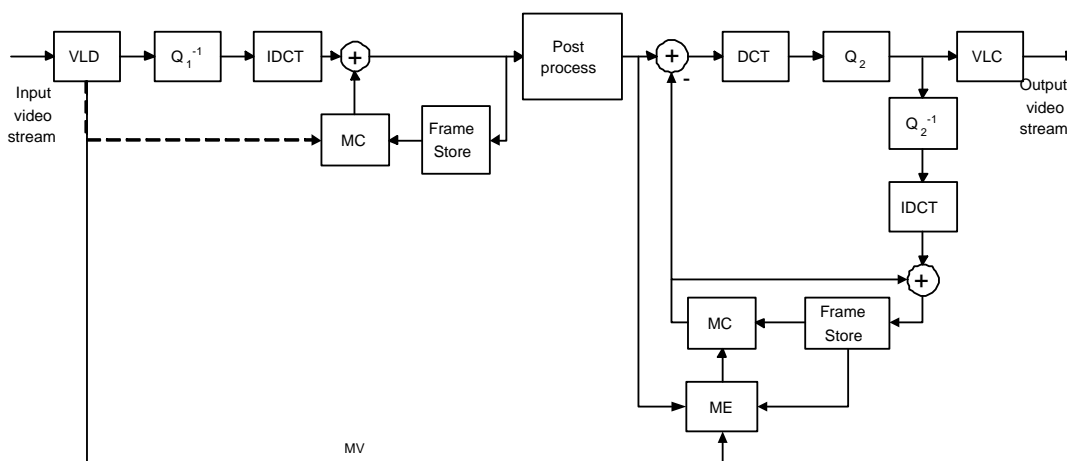 VLD
Q₁⁻¹
IDCT
+
Post
process
+
-
DCT
Q₂
VLC
Input
video
stream
Output
video
stream
MC
Frame
Store
Q₂⁻¹
IDCT
+
MC
Frame
Store
ME
MV